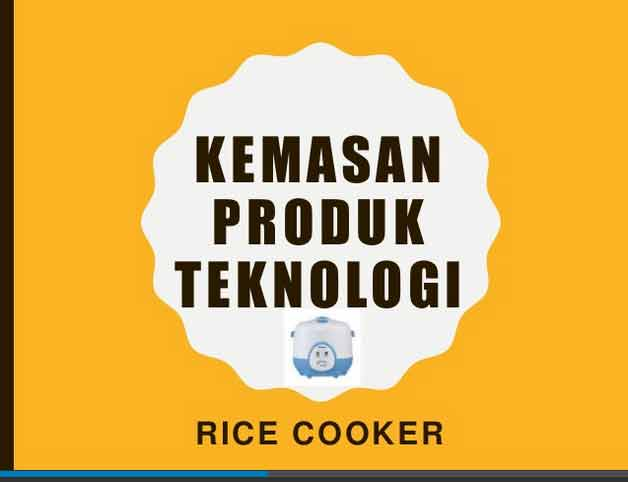 KEMASAN
PRODUK
TEKNOLOGI
RICE COOKER